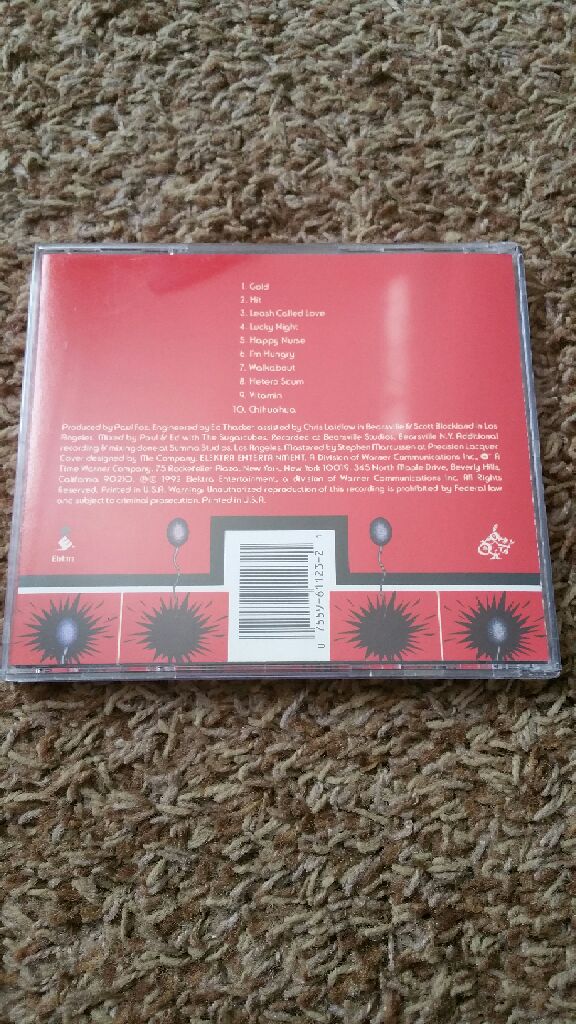 1. Gold
2. Hit
3. Leash Called Love
4. Lucky Night
5. Happy Nurse
6. I'm Hungry
7. Walkabout
8. Hetero Scum
9. Vitamin
10. Chihuahua
Produced by Paul Fox. Engineered by Ed Thacker, assisted by Chris Laidlaw in Bearsville & Scott Blockland in Los
Angeles. Mixed by Paul & Ed with The Sugarcubes. Recorded at Bearsville Studios, Bearsville N.Y. Additional
recording & mixing done at Summa Studios, Los Angeles. Mastered by Stephen Marcussen at Precision Lacquer
Cover designed by Me Company. ELEKTRA ENTERTAINMENT, A Division of Warner Communications Inc., A
Time Warner Company. 75 Rockefeller Plaza, New York, New York 10019. 345 North Maple Drive, Beverly Hills,
California 90210. ℗© 1992 Elektra Entertainment, a division of Warner Communications Inc. All Rights
Reserved. Printed in U.S.A. Warning: Unauthorized reproduction of this recording is prohibited by Federal law
and subject to criminal prosecution. Printed in U.S.A.
Elektra
0 7559-61123-2 1